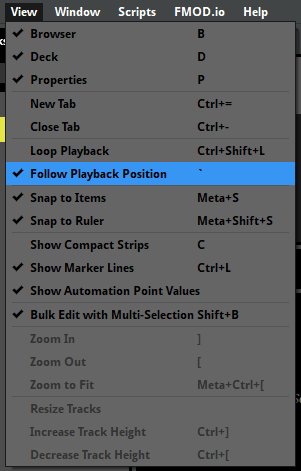 View Window Scripts FMOD.io Help
Browser B
Deck D
Properties P
New Tab Ctrl+=
Close Tab Ctrl+-
Loop Playback Ctrl+Shift+L
Follow Playback Position `
Snap to Items Meta+S
Snap to Ruler Meta+Shift+S
Show Compact Strips C
Show Marker Lines Ctrl+L
Show Automation Point Values
Bulk Edit with Multi-Selection Shift+B
Zoom In ]
Zoom Out [
Zoom to Fit Meta+Ctrl+[
Resize Tracks
Increase Track Height Ctrl+]
Decrease Track Height Ctrl+[